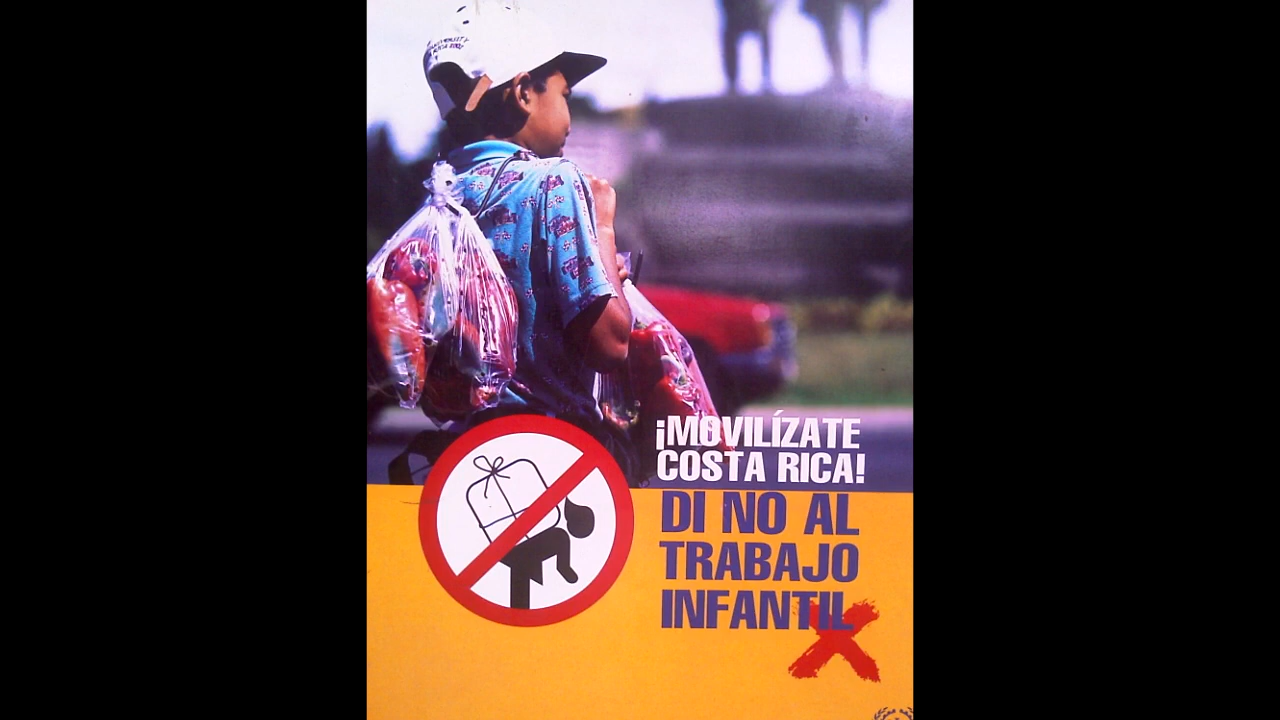 ¡MOVILÍZATE
COSTA RICA!
DI NO AL
TRABAJO
INFANTIL